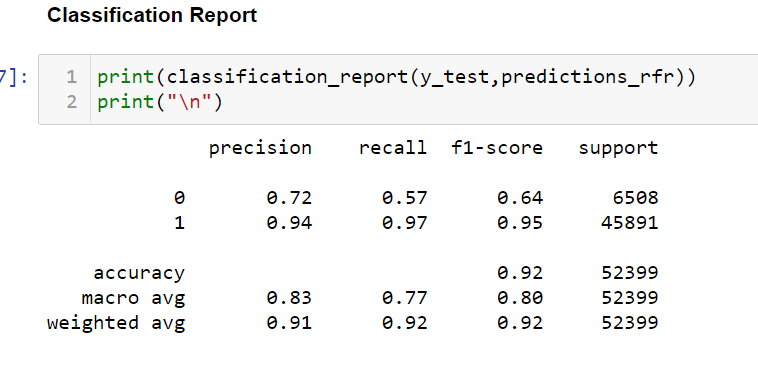 Classification Report
7]:
1 print(classification_report(y_test,predictions_rfr))
2 print("\n")
precision recall f1-score support
0 0.72 0.57 0.64 6508
1 0.94 0.97 0.95 45891
accuracy 0.92 52399
macro avg 0.83 0.77 0.80 52399
weighted avg 0.91 0.92 0.92 52399